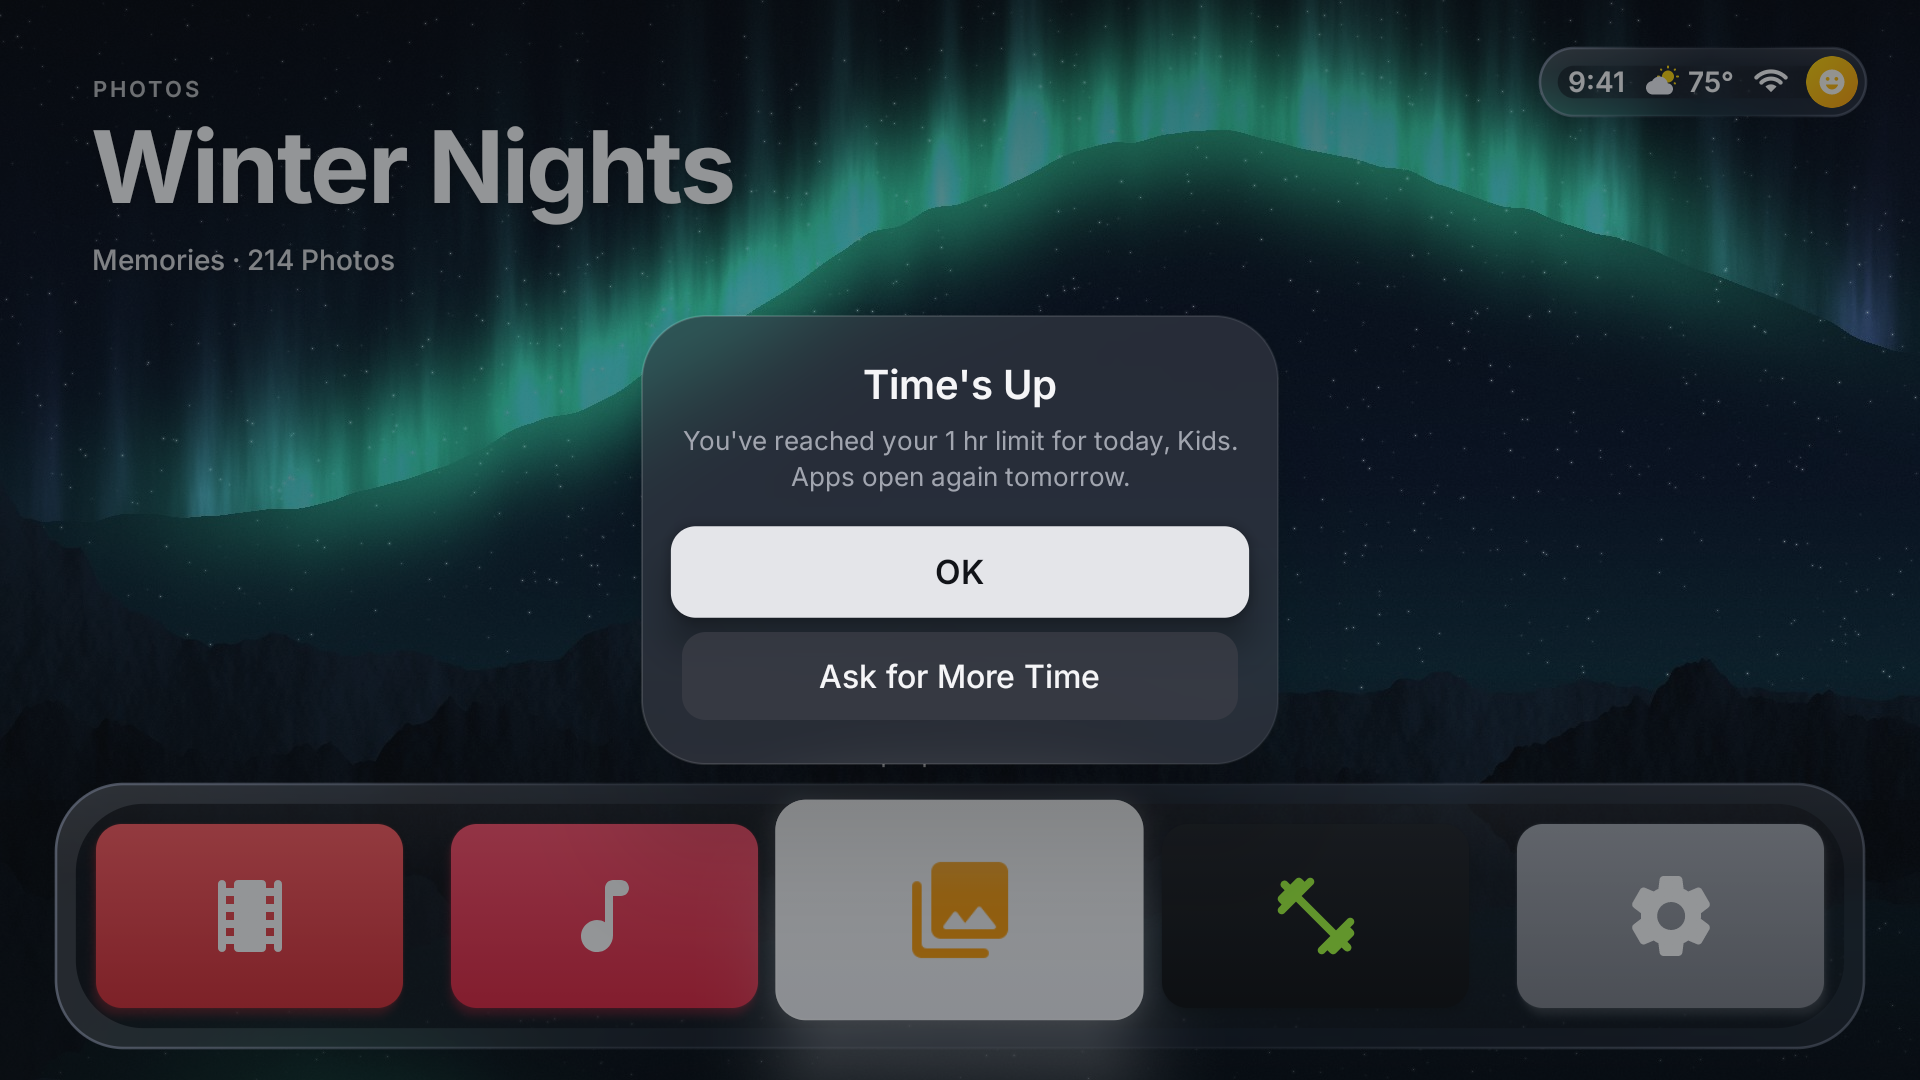 PHOTOS
Winter Nights
Memories · 214 Photos
9:41 75°
Time's Up
You've reached your 1 hr limit for today, Kids.
Apps open again tomorrow.
OK
Ask for More Time